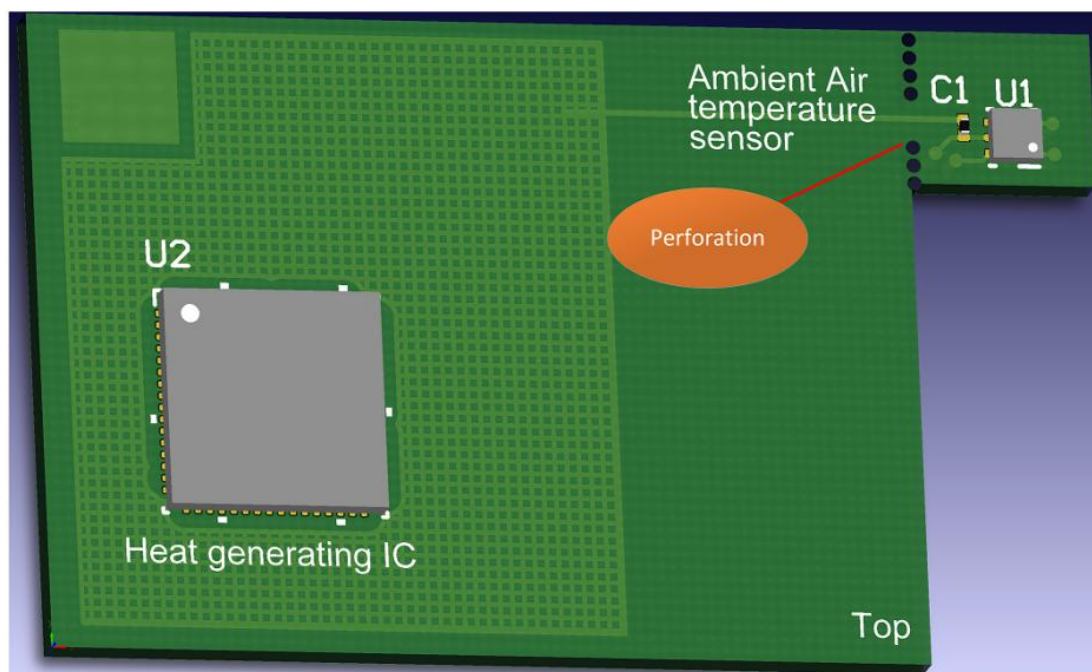 Ambient Air
temperature
sensor
C1 U1
Perforation
U2
Heat generating IC
Top